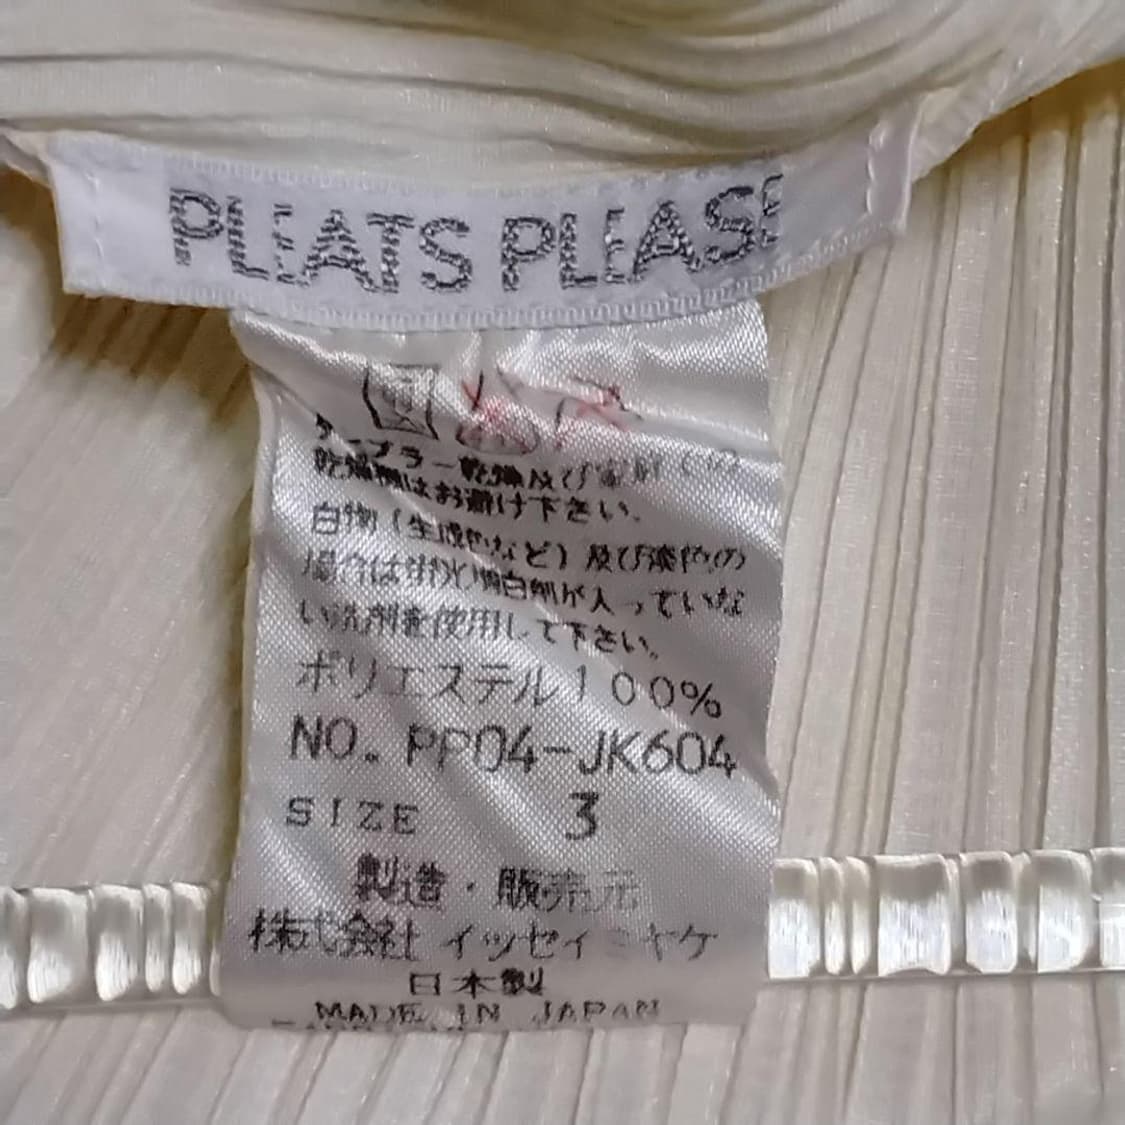 PLEATS PLEASE
タンブラー乾燥及び家庭での
乾燥機はお避け下さい。
白物(生成色など)及び淡色の
場合は蛍光増白剤が入っていな
い洗剤を使用して下さい。
ポリエステル100%
NO. PP04-JK604
SIZE 3
製造・販売元
株式会社 イッセイミヤケ
日本製
MADE IN JAPAN